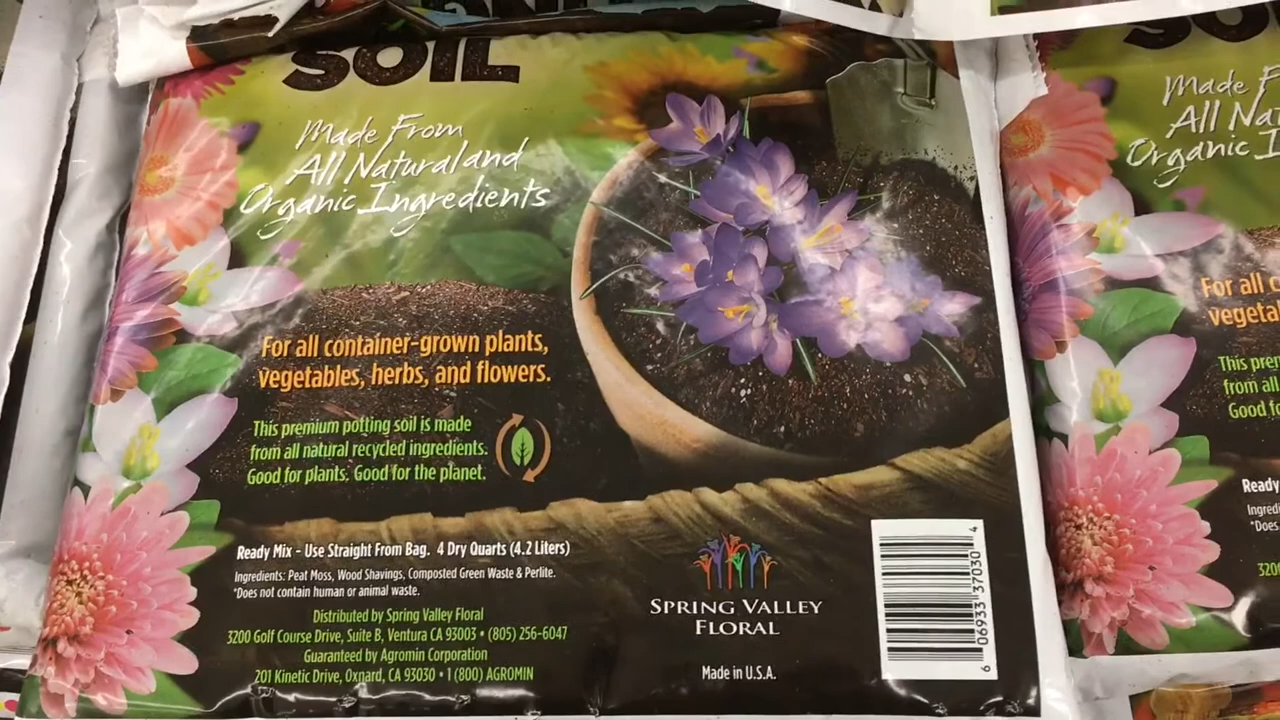 SOIL
Made From
All Natural and
Organic Ingredients
For all container-grown plants,
vegetables, herbs, and flowers.
This premium potting soil is made
from all natural recycled ingredients.
Good for plants. Good for the planet.
Ready Mix - Use Straight From Bag. 4 Dry Quarts (4.2 Liters)
Ingredients: Peat Moss, Wood Shavings, Composted Green Waste & Perlite.
*Does not contain human or animal waste.
Distributed by Spring Valley Floral
3200 Golf Course Drive, Suite B, Ventura CA 93003 • (805) 256-6047
Guaranteed by Agromin Corporation
201 Kinetic Drive, Oxnard, CA 93030 • 1 (800) AGROMIN
SPRING VALLEY
FLORAL
Made in U.S.A.
6 06933 37030 4
SO
Made F
All Na
Organic I
For all c
vegeta
This prem
from all
Good fo
Ready
Ingredi
*Does
3200